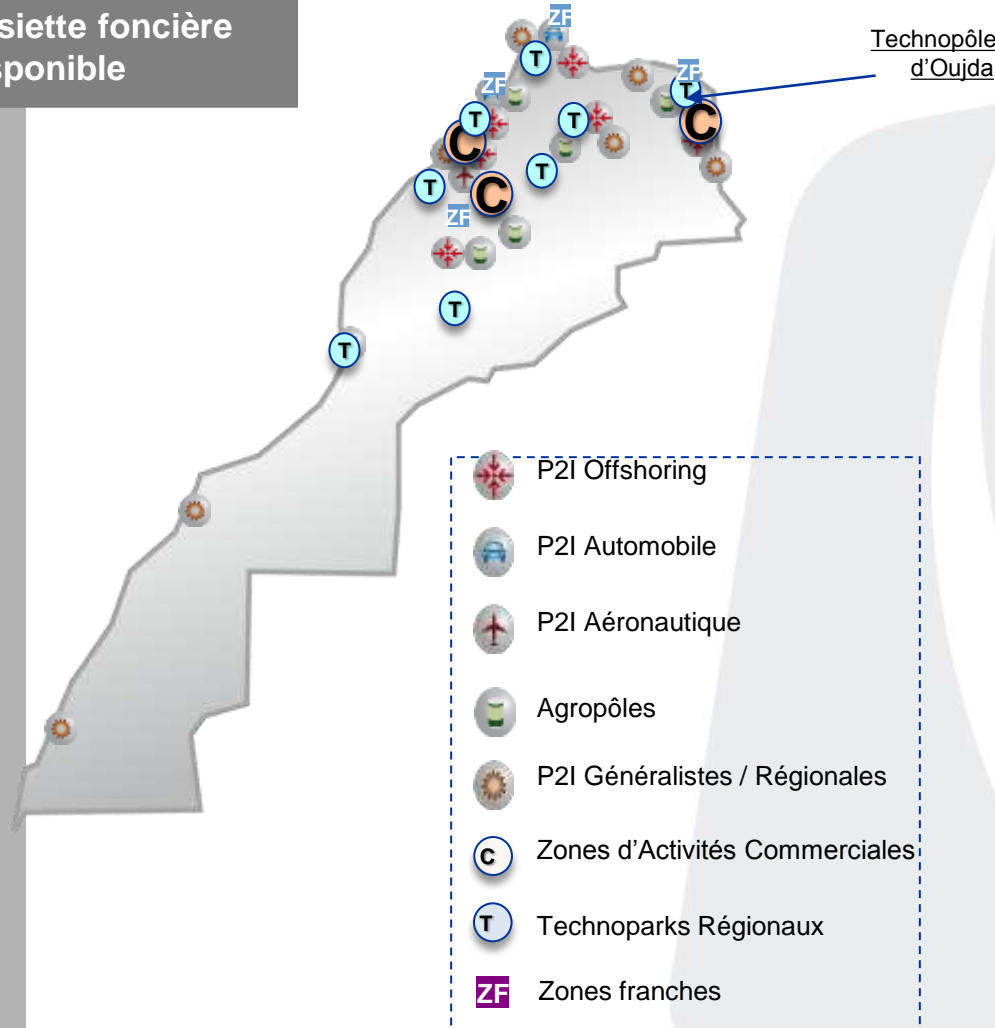 siette foncière
sponible
Technopôle
d'Oujda
ZF
T
ZF
ZF
T
T
T
C
C
T
T
C
ZF
T
T
P2I Offshoring
P2I Automobile
P2I Aéronautique
Agropôles
P2I Généralistes / Régionales
C Zones d'Activités Commerciales
T Technoparks Régionaux
ZF Zones franches